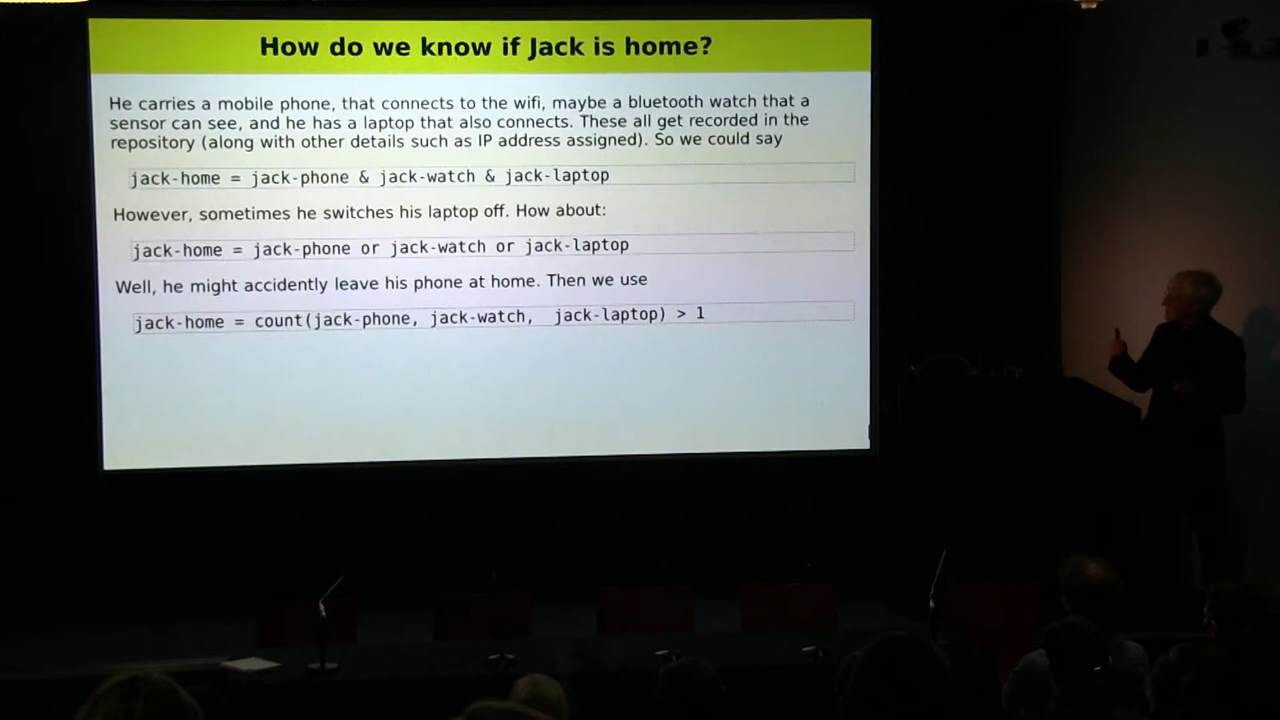 How do we know if Jack is home?
He carries a mobile phone, that connects to the wifi, maybe a bluetooth watch that a
sensor can see, and he has a laptop that also connects. These all get recorded in the
repository (along with other details such as IP address assigned). So we could say
jack-home = jack-phone & jack-watch & jack-laptop
However, sometimes he switches his laptop off. How about:
jack-home = jack-phone or jack-watch or jack-laptop
Well, he might accidently leave his phone at home. Then we use
jack-home = count(jack-phone, jack-watch,  jack-laptop) > 1